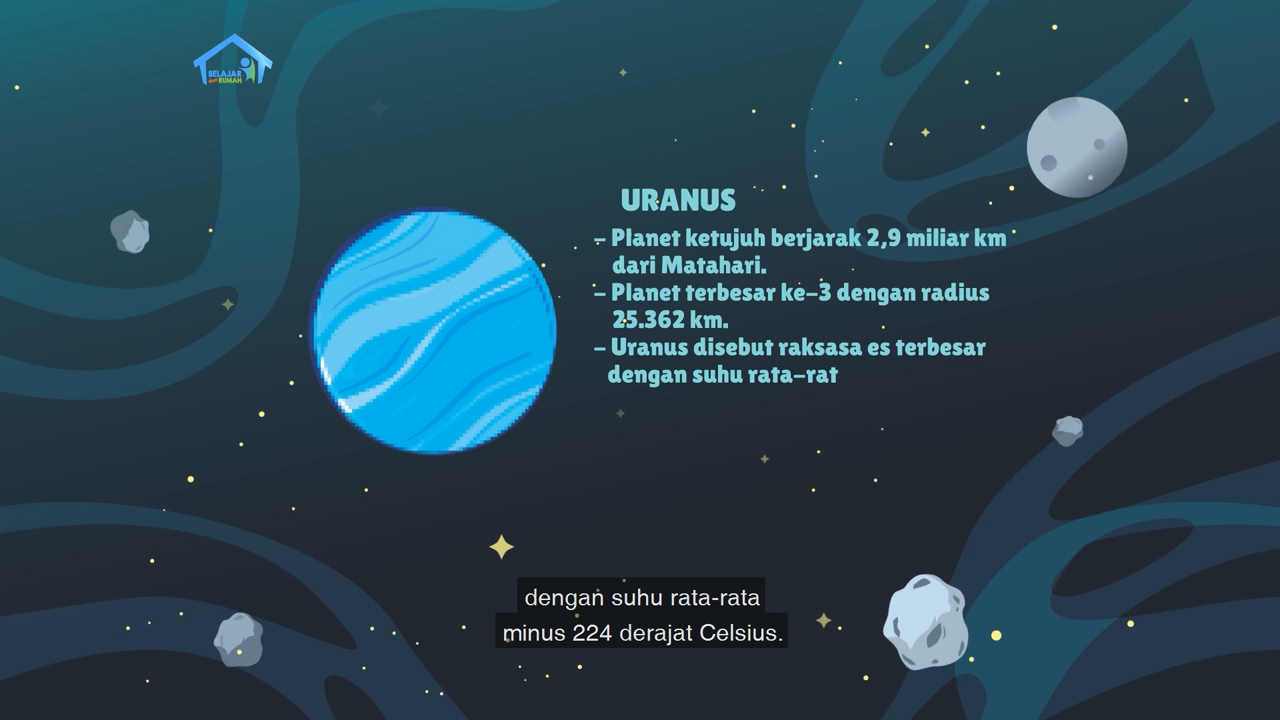 BELAJAR
dari RUMAH
URANUS
– Planet ketujuh berjarak 2,9 miliar km
dari Matahari.
– Planet terbesar ke-3 dengan radius
25.362 km.
– Uranus disebut raksasa es terbesar
dengan suhu rata-rat
dengan suhu rata-rata
minus 224 derajat Celsius.